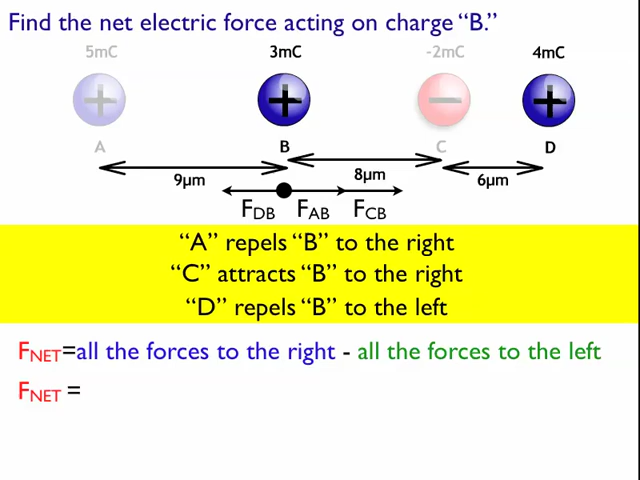 Find the net electric force acting on charge “B.”
5mC 3mC -2mC 4mC
+ + − +
A B C D
9µm 8µm 6µm
FDB FAB FCB
“A” repels “B” to the right
“C” attracts “B” to the right
“D” repels “B” to the left
FNET=all the forces to the right - all the forces to the left
FNET =